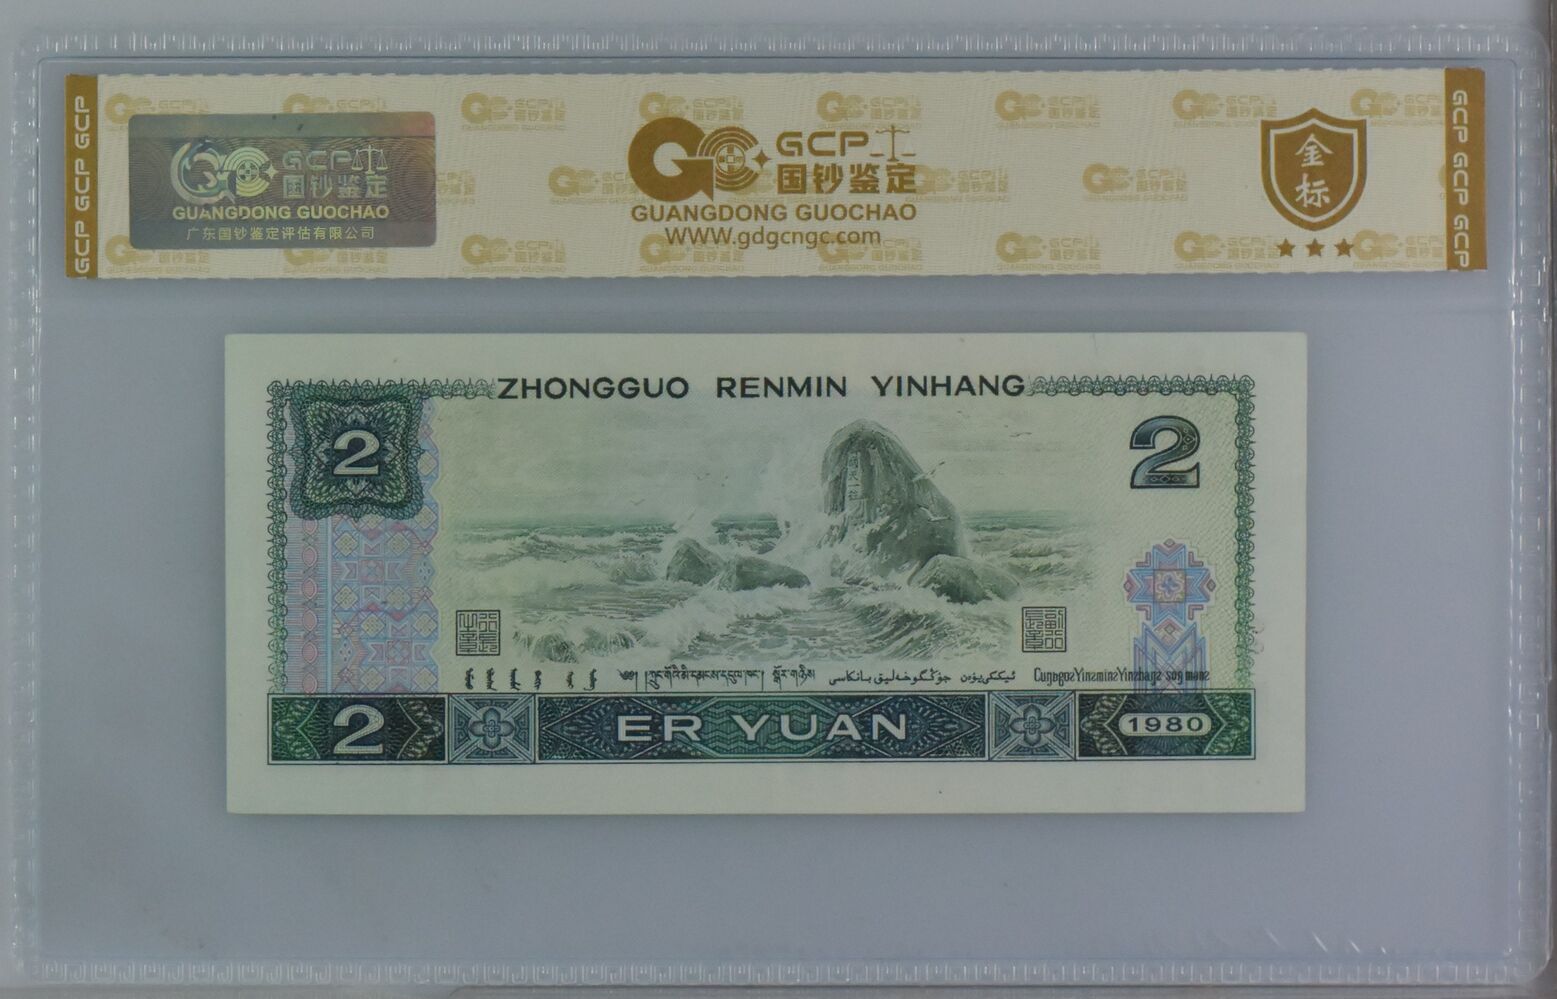 GCP GCP GCP
GCP
国钞鉴定
GUANGDONG GUOCHAO
广东国钞鉴定评估有限公司
GCP
国钞鉴定
GUANGDONG GUOCHAO
WWW.gdgcngc.com
金标
GCP GCP GCP
ZHONGGUO RENMIN YINHANG
2
2
2
ER YUAN
1980